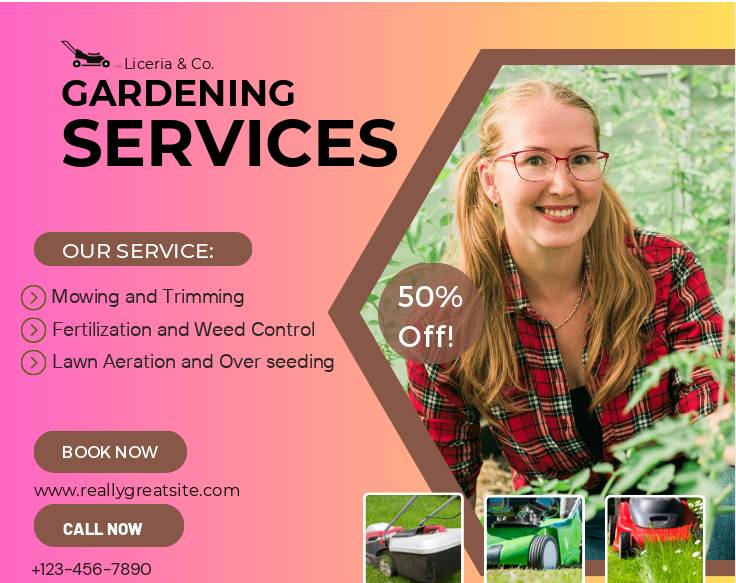 Liceria & Co.
GARDENING
SERVICES
OUR SERVICE:
Mowing and Trimming
Fertilization and Weed Control
Lawn Aeration and Over seeding
50%
Off!
BOOK NOW
www.reallygreatsite.com
CALL NOW
+123-456-7890